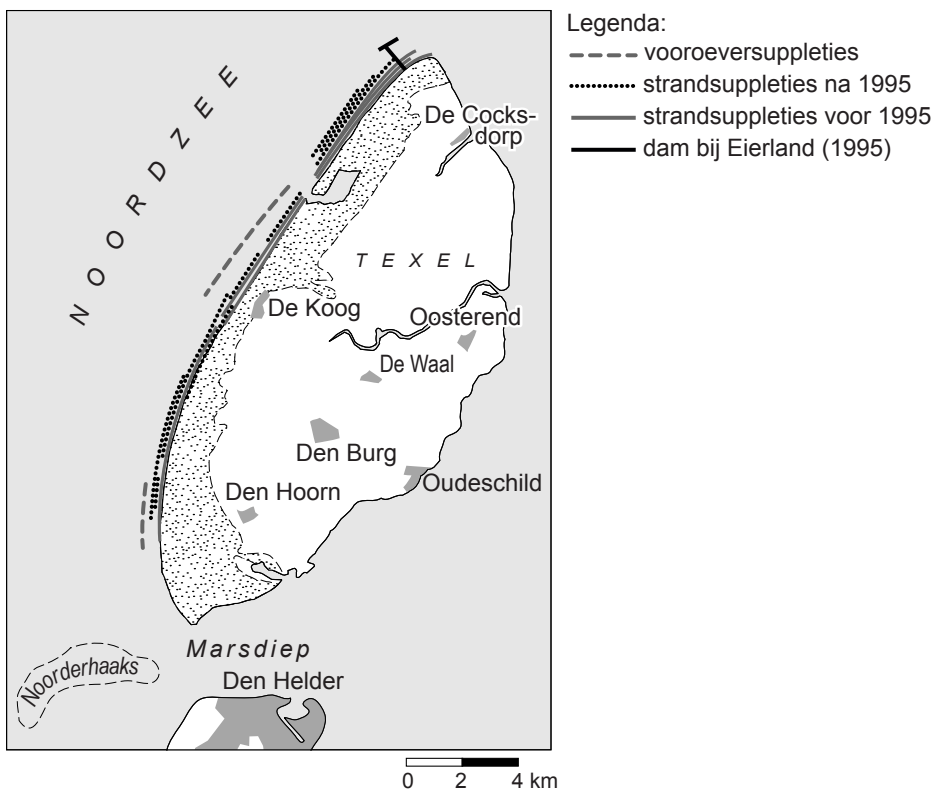 Legenda:
vooroeversuppleties
strandsuppleties na 1995
strandsuppleties voor 1995
dam bij Eierland (1995)
NOORDZEE
De Cocks-
dorp
TEXEL
De Koog
Oosterend
De Waal
Den Burg
Oudeschild
Den Hoorn
Marsdiep
Noorderhaaks
Den Helder
0 2 4 km